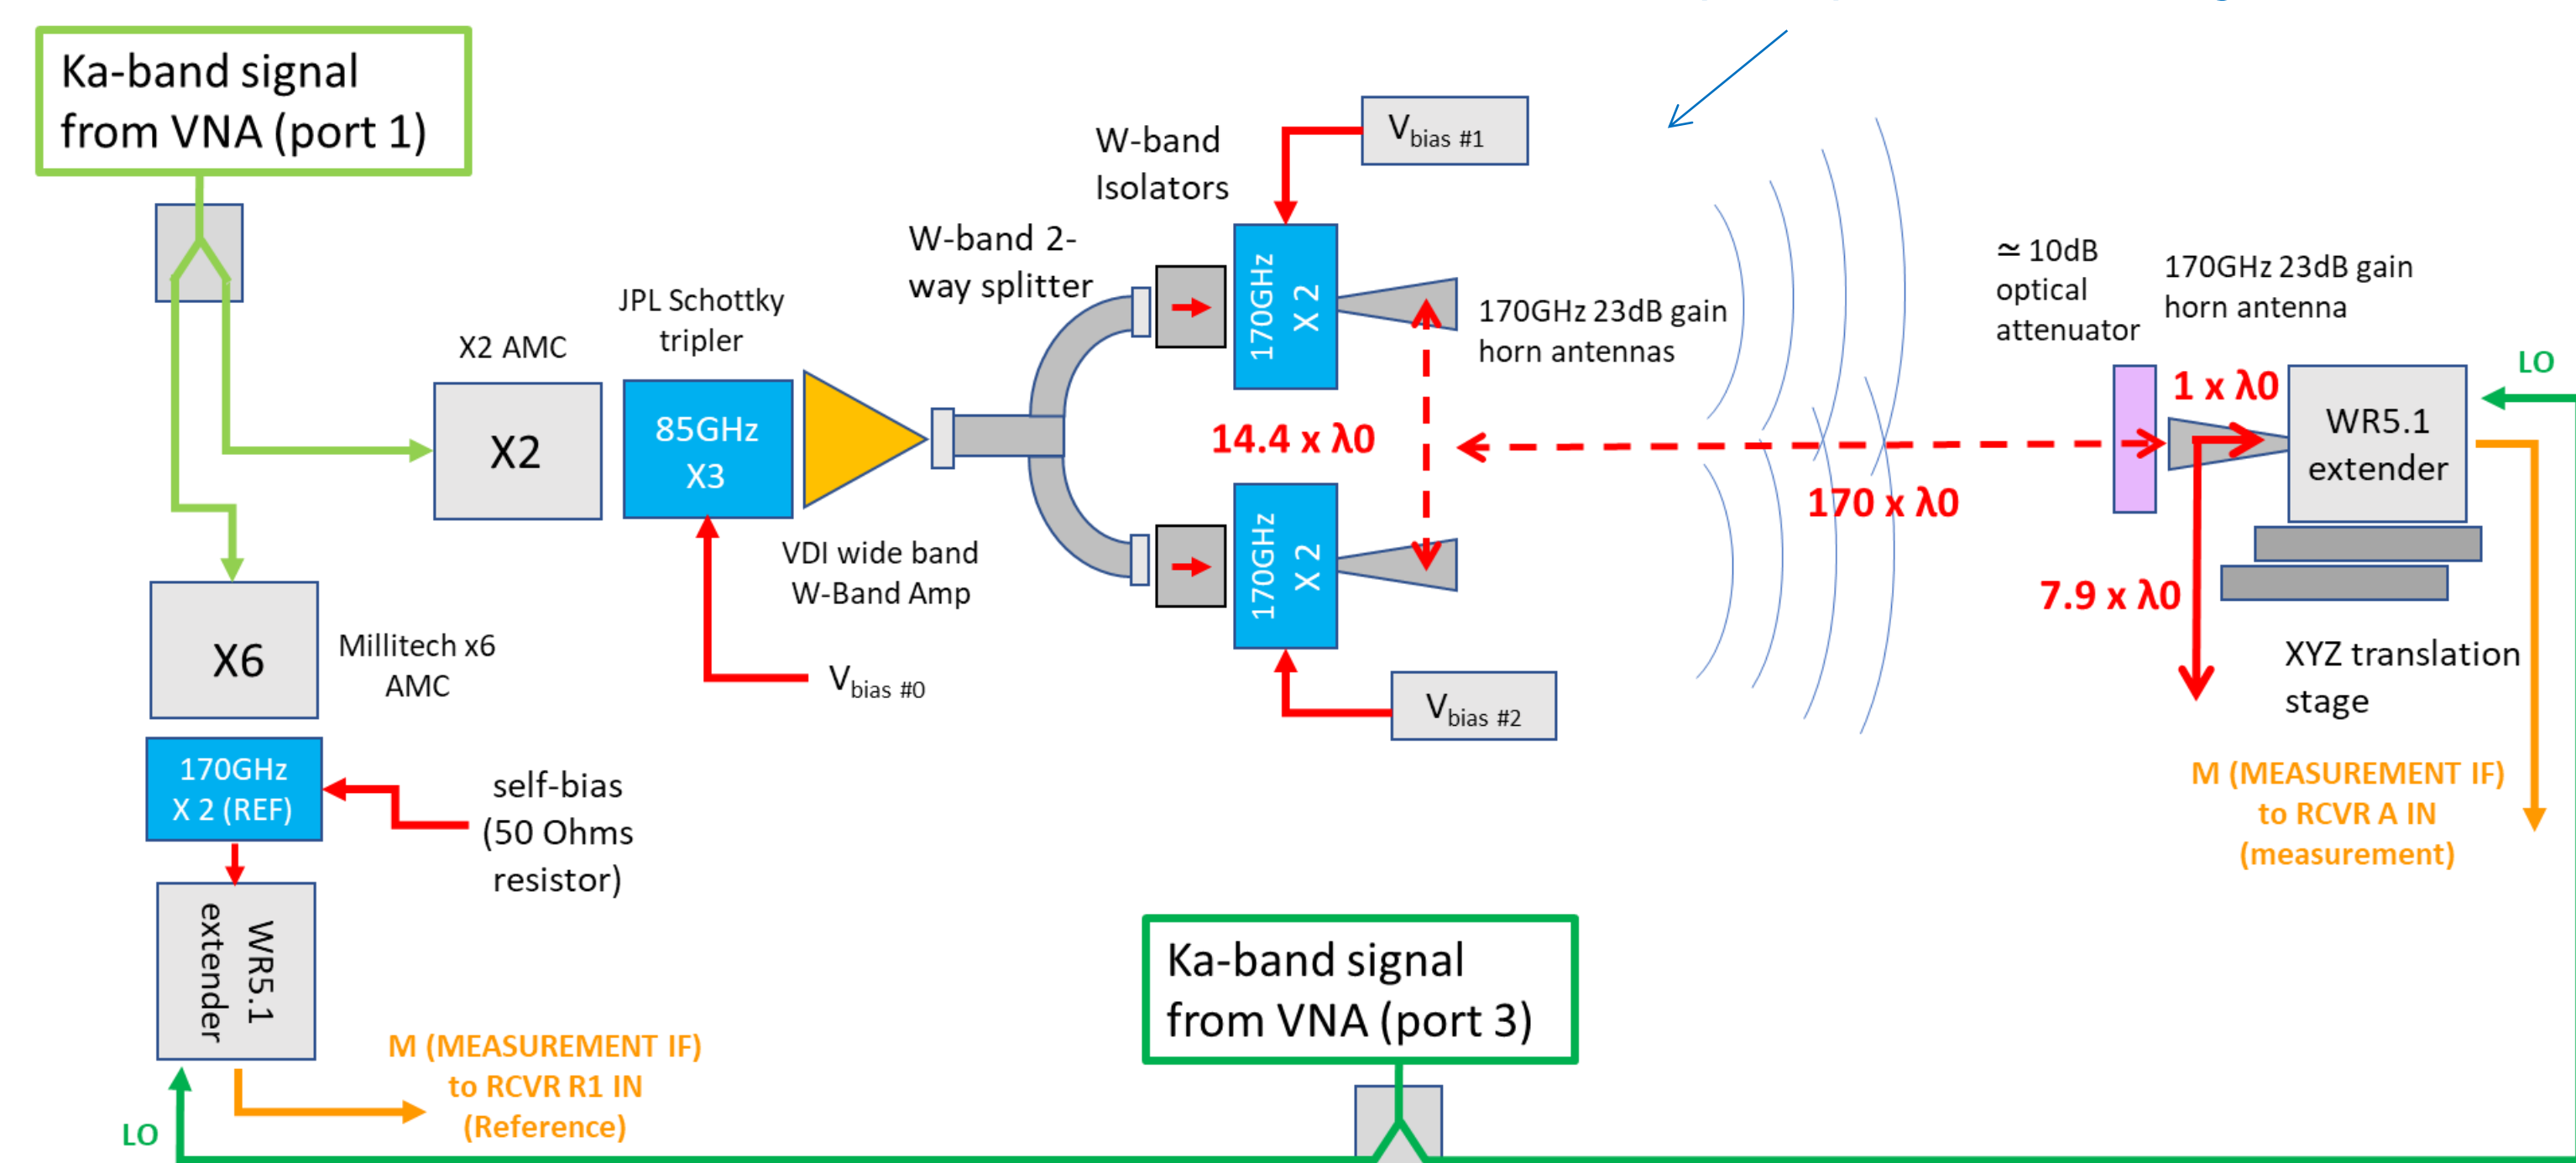 Ka-band signal
from VNA (port 1)
W-band
Isolators
V bias #1
W-band 2-
way splitter
170GHz
X 2
170GHz 23dB gain
horn antennas
≃ 10dB
optical
attenuator
170GHz 23dB gain
horn antenna
JPL Schottky
tripler
X2 AMC
X2
85GHz
X3
14.4 x λ0
1 x λ0
WR5.1
extender
LO
170 x λ0
VDI wide band
W-Band Amp
170GHz
X 2
7.9 x λ0
X6
Millitech x6
AMC
V bias #0
V bias #2
XYZ translation
stage
170GHz
X 2 (REF)
self-bias
(50 Ohms
resistor)
M (MEASUREMENT IF)
to RCVR A IN
(measurement)
WR5.1
extender
Ka-band signal
from VNA (port 3)
M (MEASUREMENT IF)
to RCVR R1 IN
(Reference)
LO